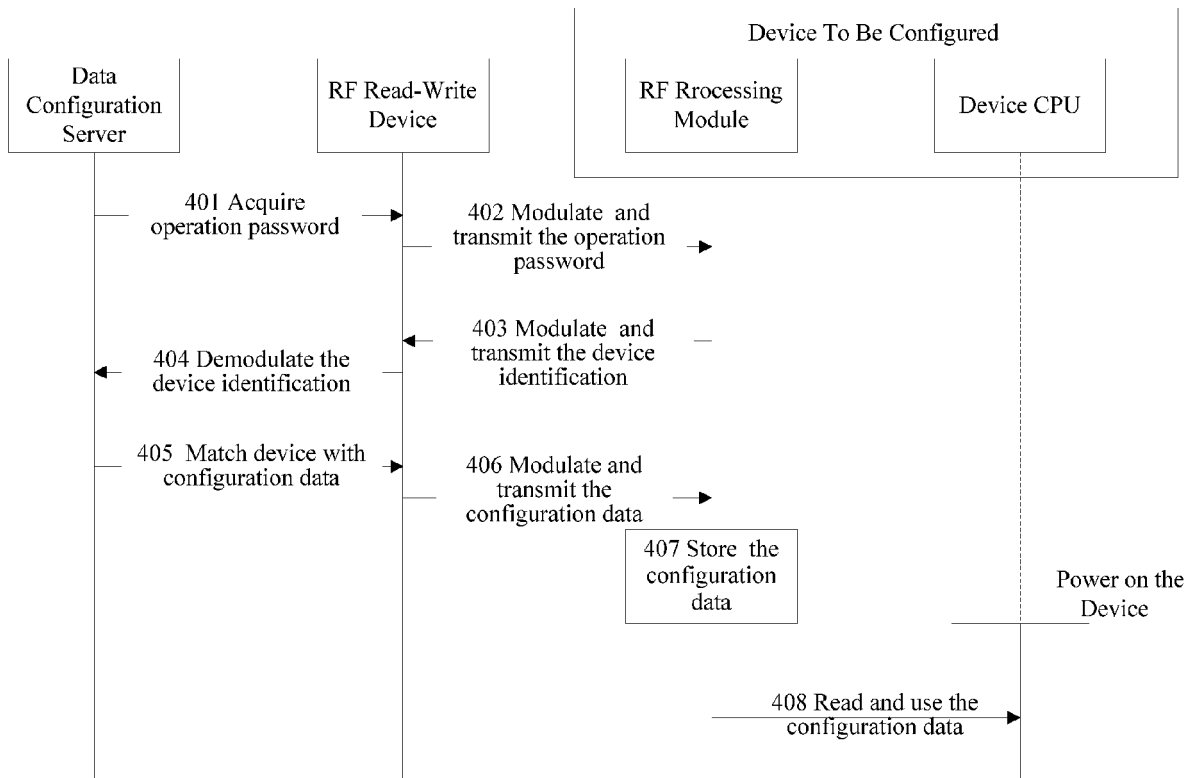 Device To Be Configured
Data
Configuration
Server
RF Read-Write
Device
RF Rrocessing
Module
Device CPU
401 Acquire
operation password
402 Modulate and
transmit the operation
password
403 Modulate and
transmit the device
identification
404 Demodulate the
device identification
405 Match device with
configuration data
406 Modulate and
transmit the
configuration data
407 Store the
configuration
data
Power on the
Device
408 Read and use the
configuration data